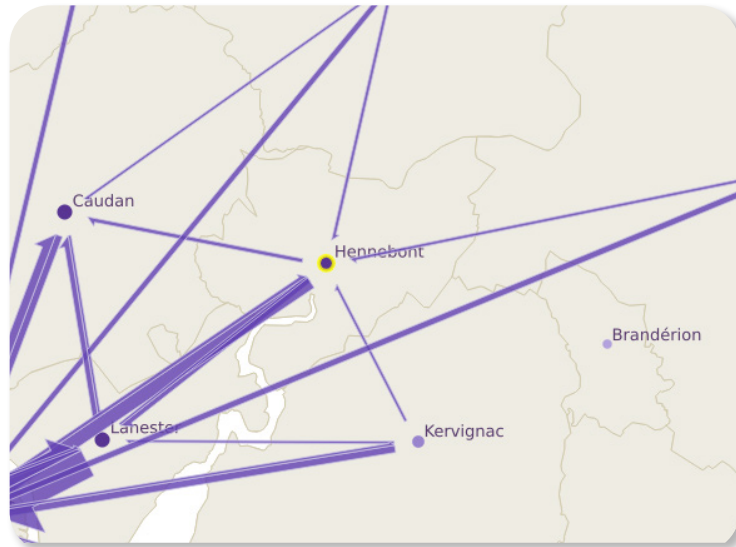 Caudan
Hennebont
Brandérion
Lanester
Kervignac